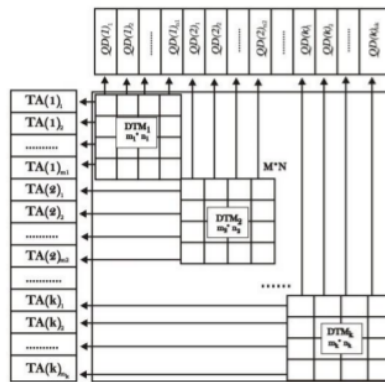 QD(1)₁ QD(1)₂ .......... QD(1)ₙ₁ QD(2)₁ QD(2)₂ .......... QD(2)ₙ₂ .......... QD(k)₁ QD(k)₂ .......... QD(k)
TA(1)₁
TA(1)₂
..........
TA(1)ₘ₁
TA(2)₁
TA(2)₂
..........
TA(2)ₘ₂
..........
TA(k)₁
TA(k)₂
..........
TA(k)ₘₖ
DTM₁
m₁* n₁
M*N
DTM₂
m₂* n₂
......
DTMₖ
mₖ* nₖ